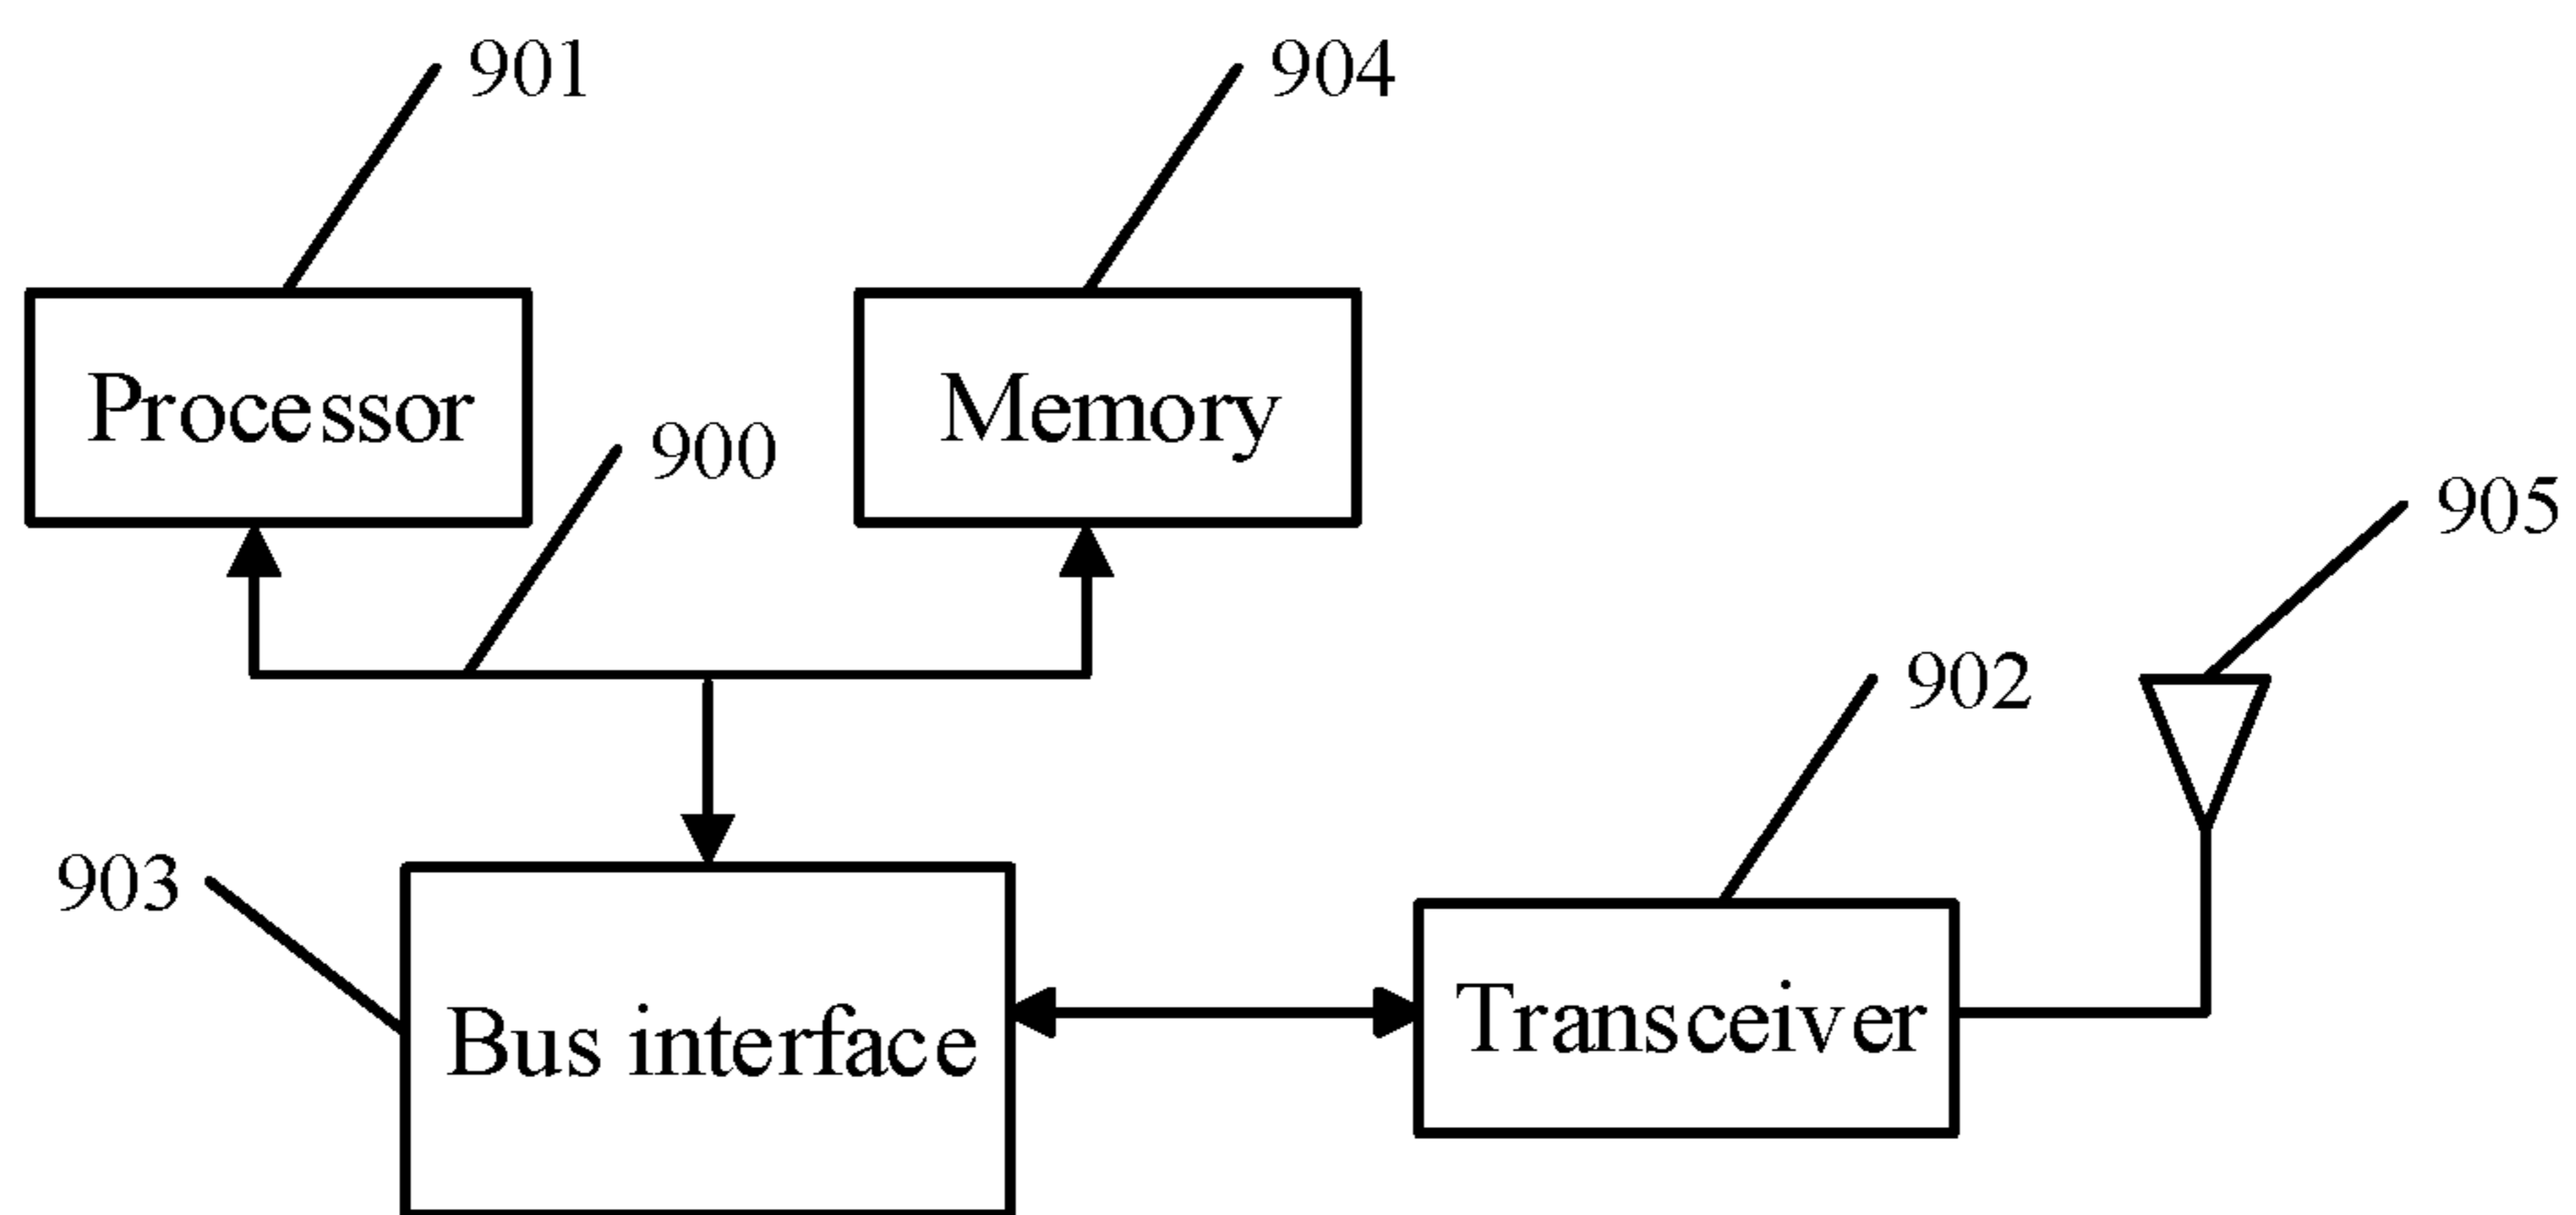 901
904
Processor
Memory
900
905
902
903
Bus interface
Transceiver